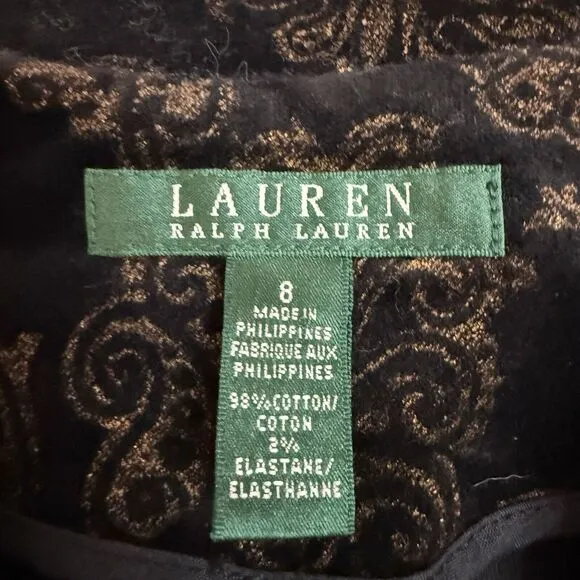 LAUREN
RALPH LAUREN
8
MADE IN
PHILIPPINES
FABRIQUE AUX
PHILIPPINES
98% COTTON/
COTON
2%
ELASTANE/
ELASTHANNE